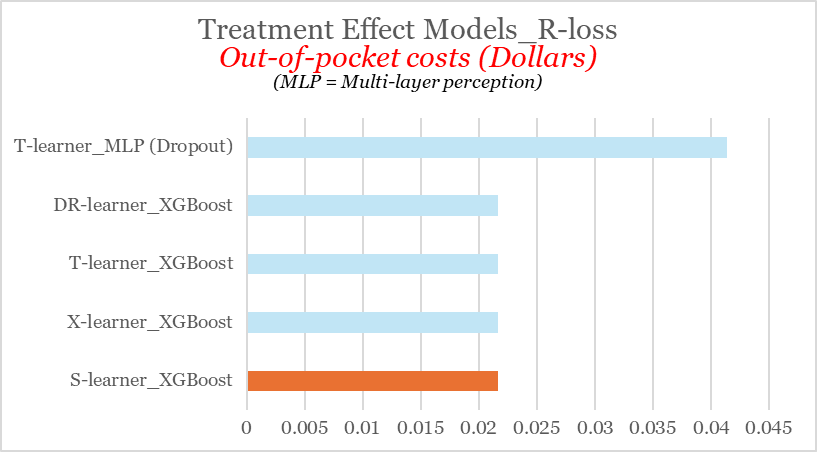 Treatment Effect Models_R-loss
Out-of-pocket costs (Dollars)
(MLP = Multi-layer perception)
T-learner_MLP (Dropout)
DR-learner_XGBoost
T-learner_XGBoost
X-learner_XGBoost
S-learner_XGBoost
0 0.005 0.01 0.015 0.02 0.025 0.03 0.035 0.04 0.045